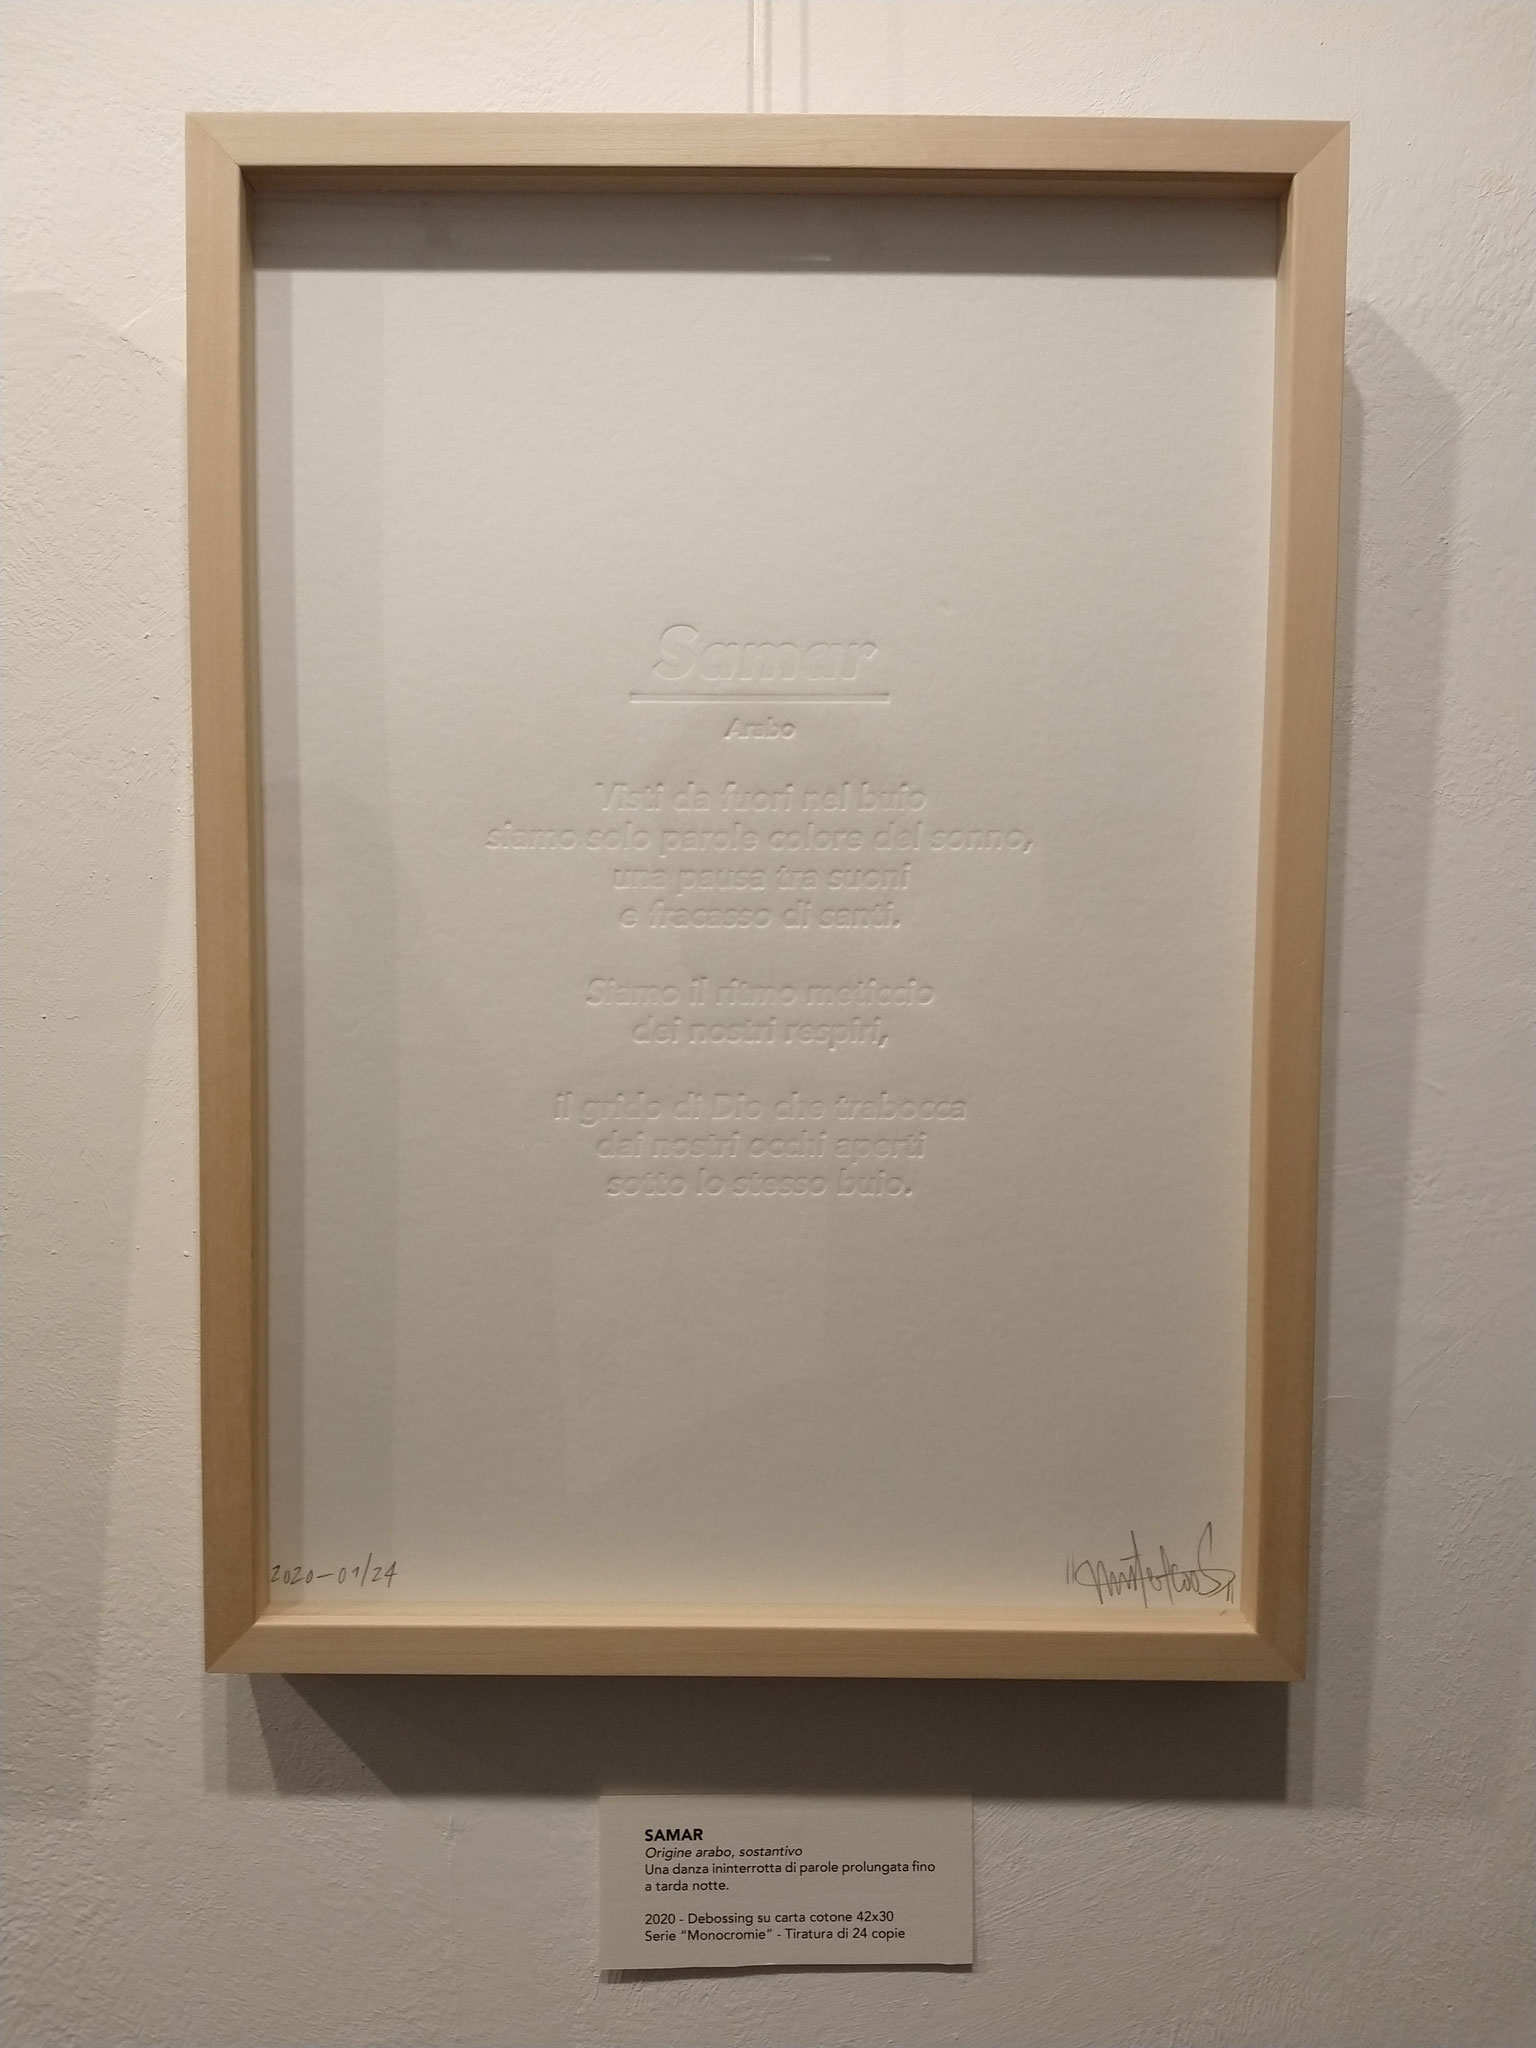 Samar
Arabo
Visti da fuori nel buio
siamo solo parole colore del sonno,
una pausa tra suoni
e fracasso di santi.
Siamo il ritmo meticcio
dei nostri respiri,
il grido di Dio che trabocca
dai nostri occhi aperti
sotto lo stesso buio.
2020-01/24
SAMAR
Origine arabo, sostantivo
Una danza ininterrotta di parole prolungata fino
a tarda notte.
2020 - Debossing su carta cotone 42x30
Serie "Monocromie" - Tiratura di 24 copie